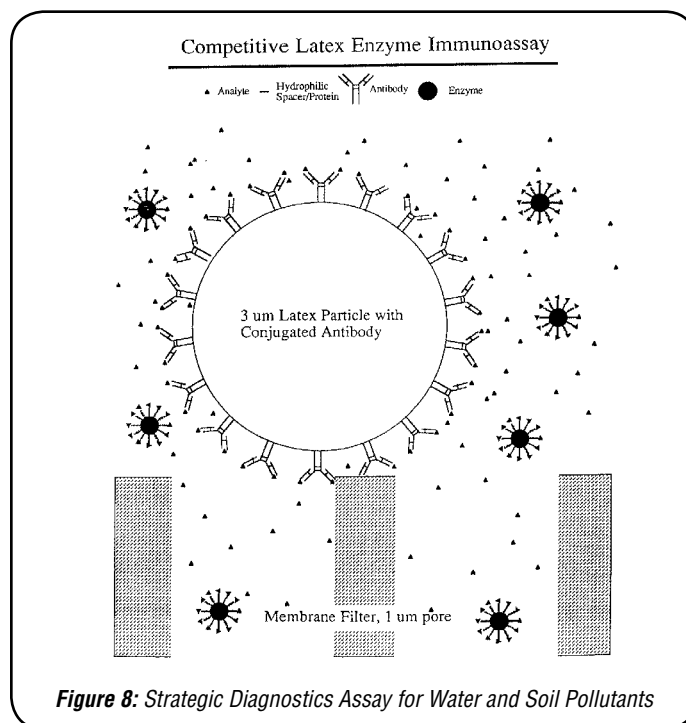 Competitive Latex Enzyme Immunoassay
Analyte Hydrophilic Spacer/Protein Antibody Enzyme
3 um Latex Particle with
Conjugated Antibody
Membrane Filter, 1 um pore
Figure 8: Strategic Diagnostics Assay for Water and Soil Pollutants